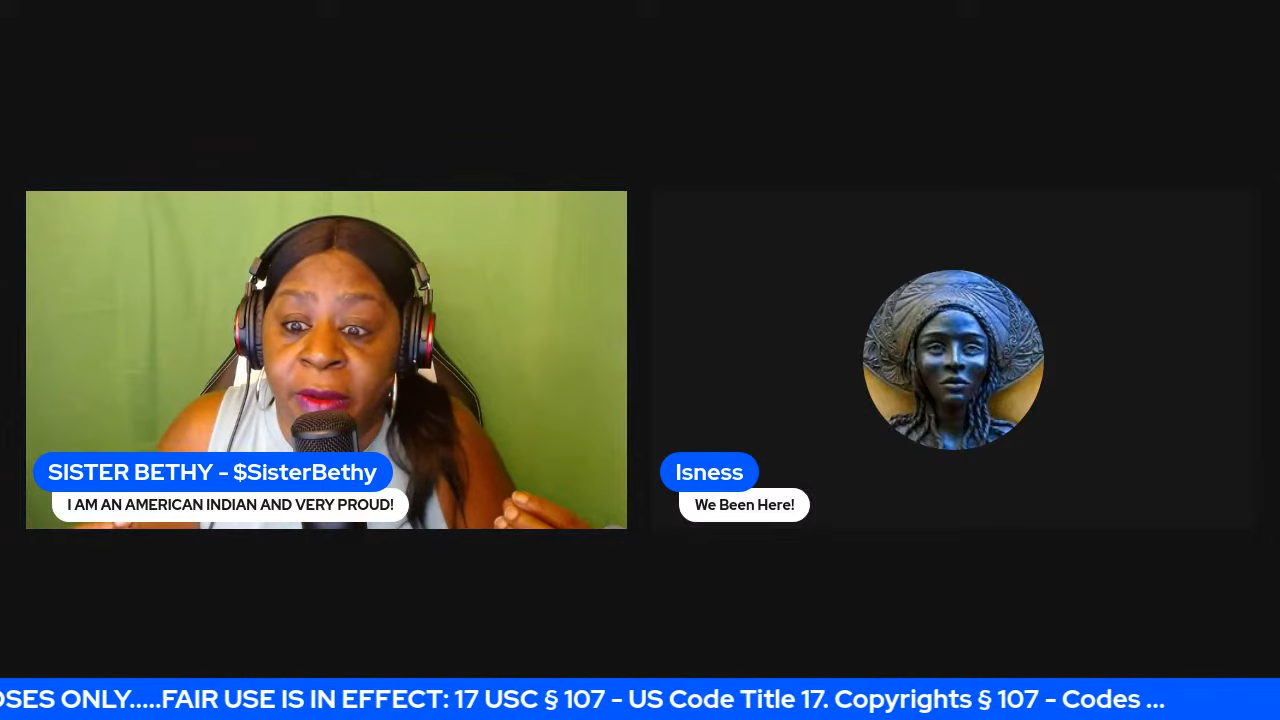 SISTER BETHY - $SisterBethy
I AM AN AMERICAN INDIAN AND VERY PROUD!
Isness
We Been Here!
OSES ONLY.....FAIR USE IS IN EFFECT: 17 USC § 107 - US Code Title 17. Copyrights § 107 - Codes ...